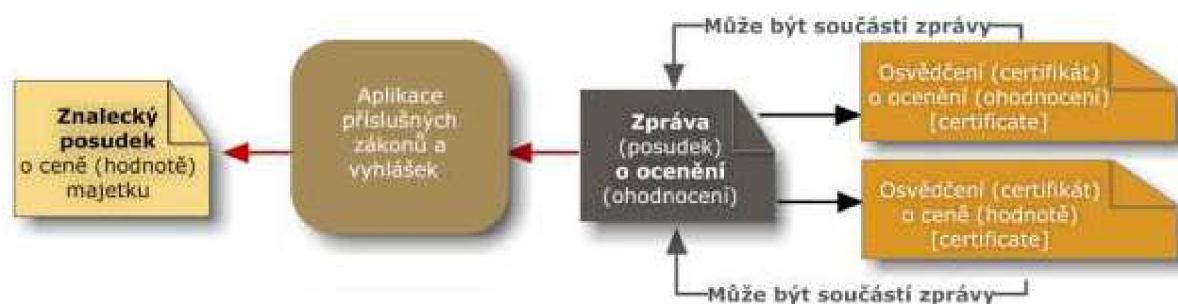 Může být součástí zprávy
Znalecký
posudek
o ceně (hodnotě)
majetku
Aplikace
příslušných
zákonů a
vyhlášek
Zpráva
(posudek)
o ocenění
(ohodnocení)
Osvědčení (certifikát)
o ocenění (ohodnocení)
[certificate]
Osvědčení (certifikát)
o ceně (hodnotě)
[certificate]
Může být součástí zprávy